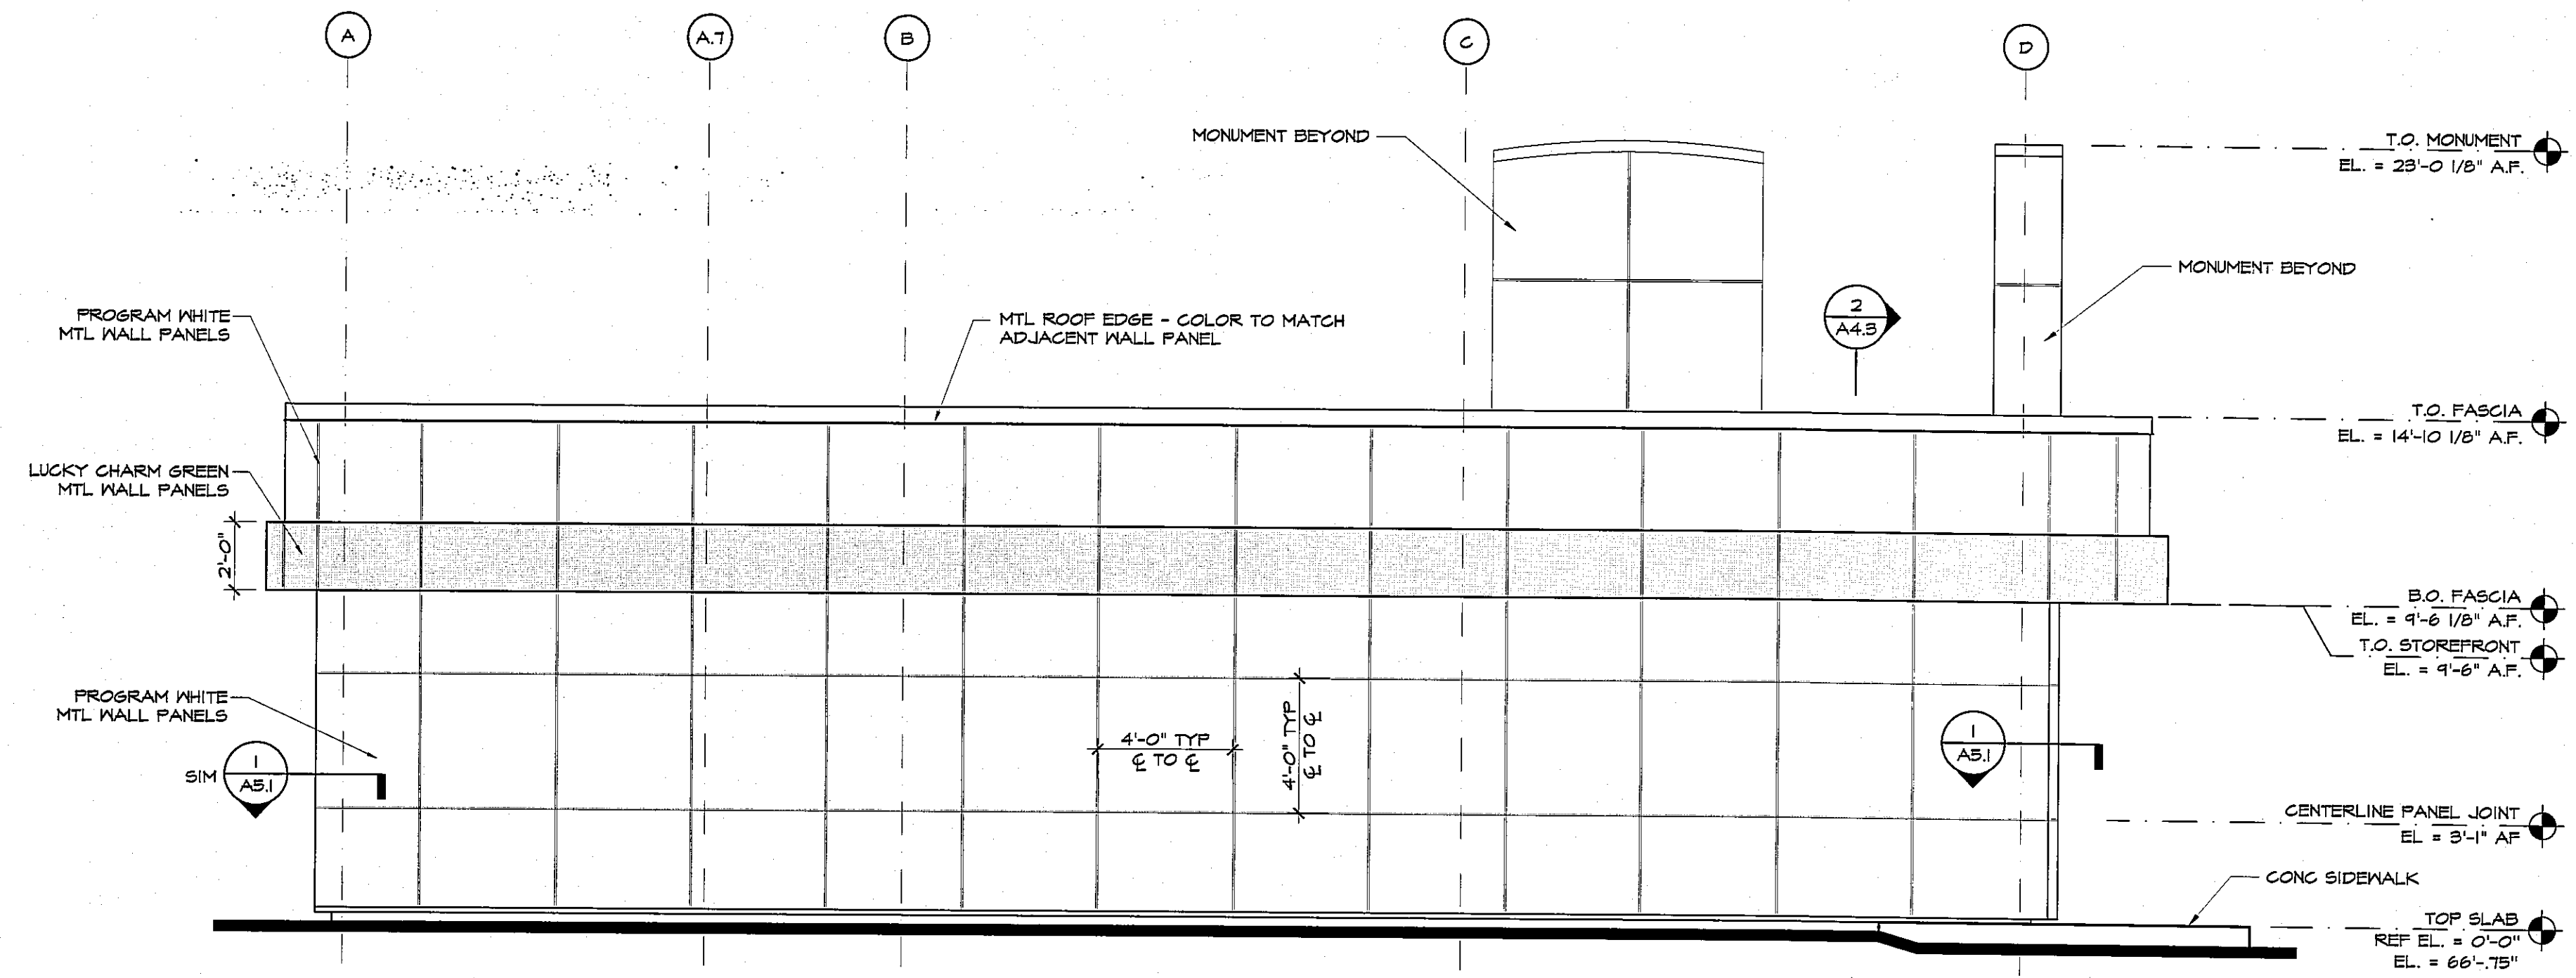 A
A.7
B
C
D
MONUMENT BEYOND
T.O. MONUMENT
EL. = 23'-0 1/8" A.F.
MONUMENT BEYOND
PROGRAM WHITE
MTL WALL PANELS
MTL ROOF EDGE - COLOR TO MATCH
ADJACENT WALL PANEL
2
A4.3
T.O. FASCIA
EL. = 14'-10 1/8" A.F.
LUCKY CHARM GREEN
MTL WALL PANELS
2'-0"
B.O. FASCIA
EL. = 9'-6 1/8" A.F.
T.O. STOREFRONT
EL. = 9'-6" A.F.
PROGRAM WHITE
MTL WALL PANELS
SIM
1
A5.1
4'-0" TYP
℄ TO ℄
4'-0" TYP
℄ TO ℄
1
A5.1
CENTERLINE PANEL JOINT
EL = 3'-1" AF
CONC SIDEWALK
TOP SLAB
REF EL. = 0'-0"
EL. = 66'-.75"